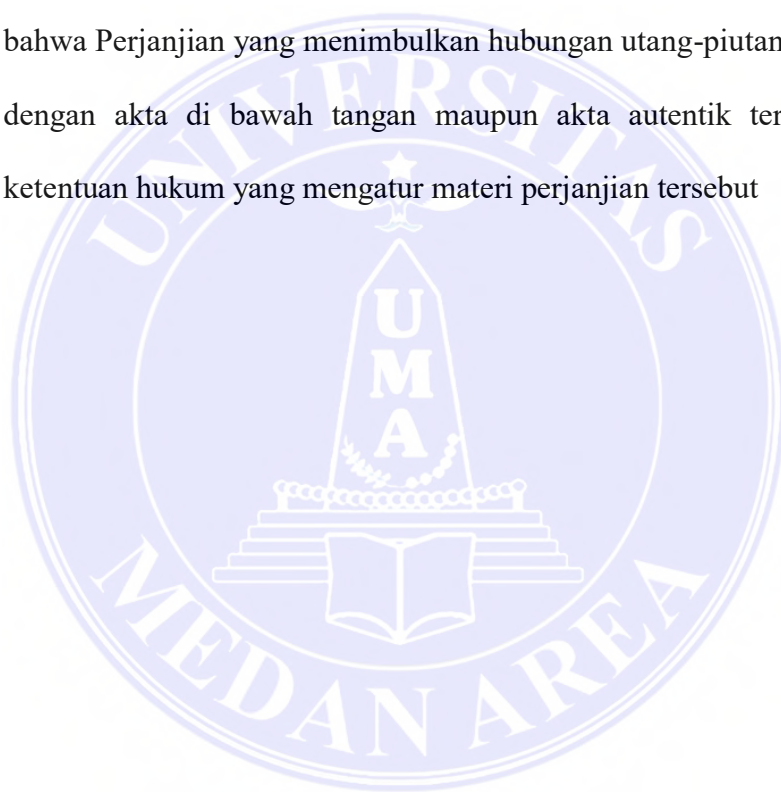 bahwa Perjanjian yang menimbulkan hubungan utang-piutan
dengan akta di bawah tangan maupun akta autentik ter
ketentuan hukum yang mengatur materi perjanjian tersebut
UNIVERSITAS
U
M
A
MEDAN AREA